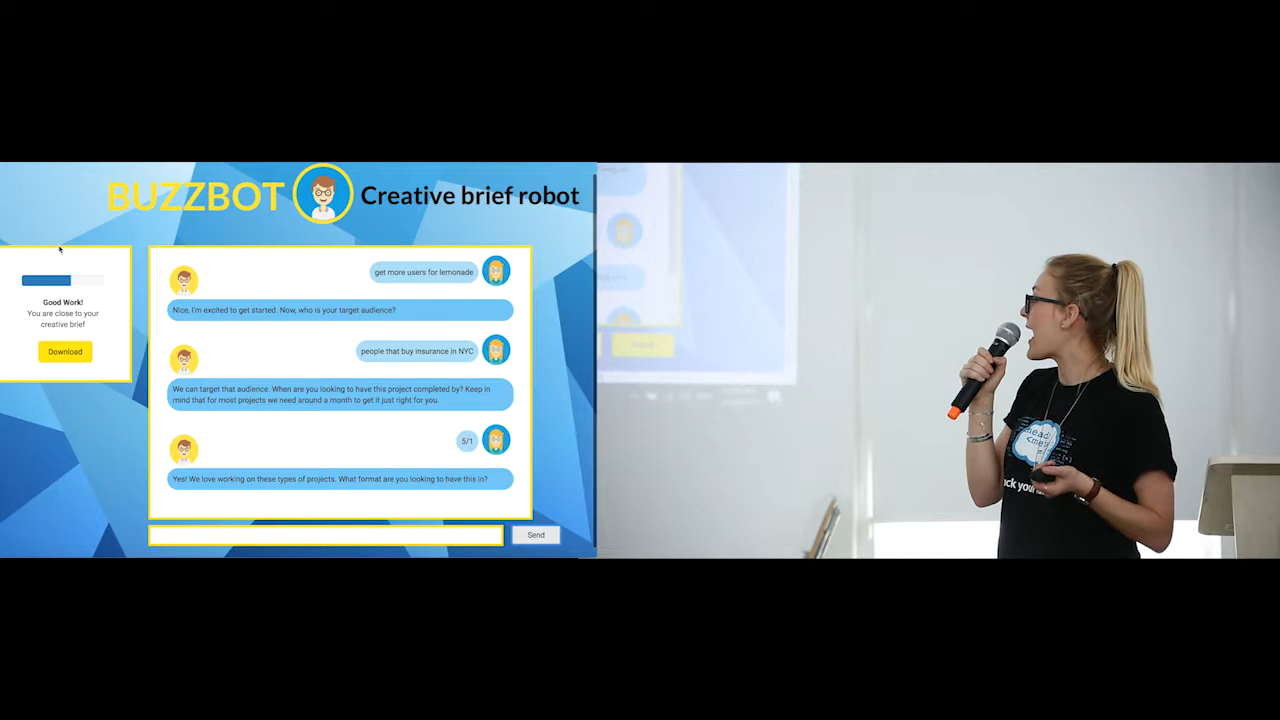 BUZZBOT
Creative brief robot
Good Work!
You are close to your
creative brief
Download
get more users for lemonade
Nice, I'm excited to get started. Now, who is your target audience?
people that buy insurance in NYC
We can target that audience. When are you looking to have this project completed by? Keep in
mind that for most projects we need around a month to get it just right for you.
5/1
Yes! We love working on these types of projects. What format are you looking to have this in?
Send
head
<me